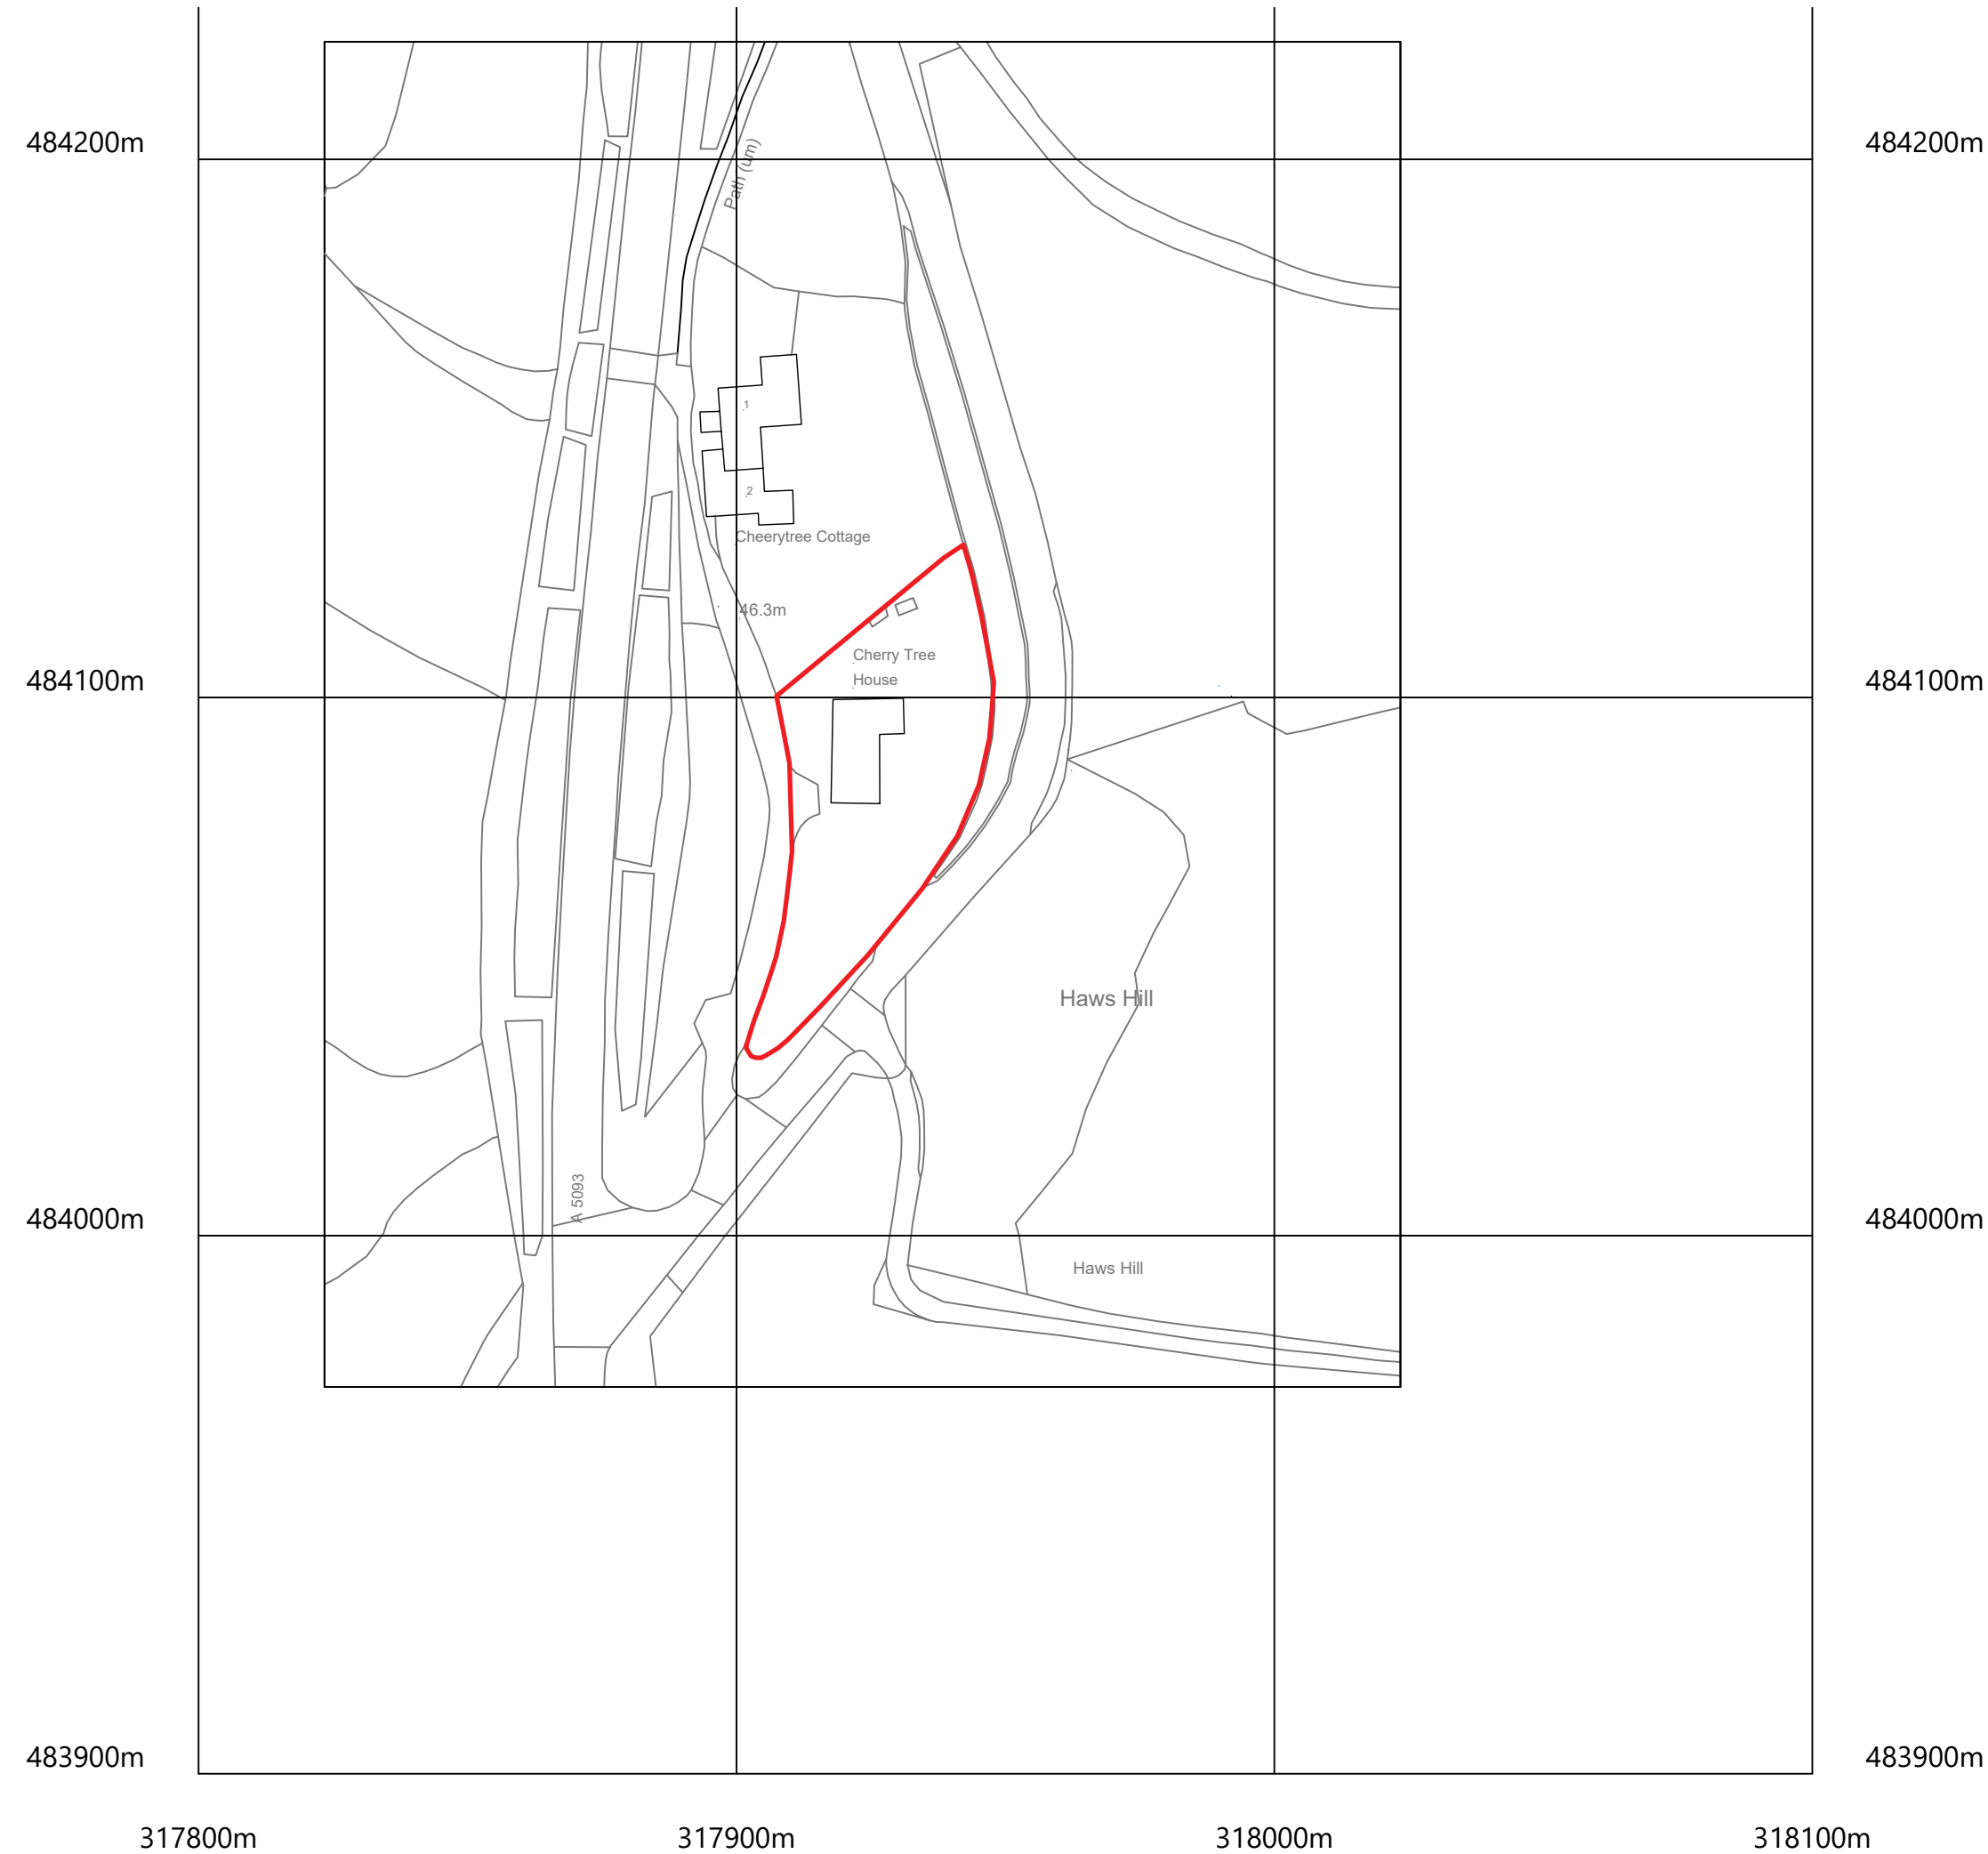 484200m
484200m
Path (um)
1
2
Cheerytree Cottage
46.3m
Cherry Tree
House
484100m
484100m
Haws Hill
A 5093
484000m
484000m
Haws Hill
483900m
483900m
317800m
317900m
318000m
318100m